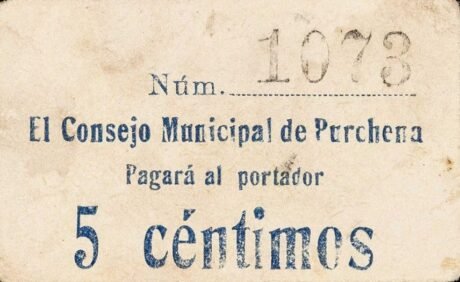 Núm. 1073
El Consejo Municipal de Purchena
Pagará al portador
5 céntimos